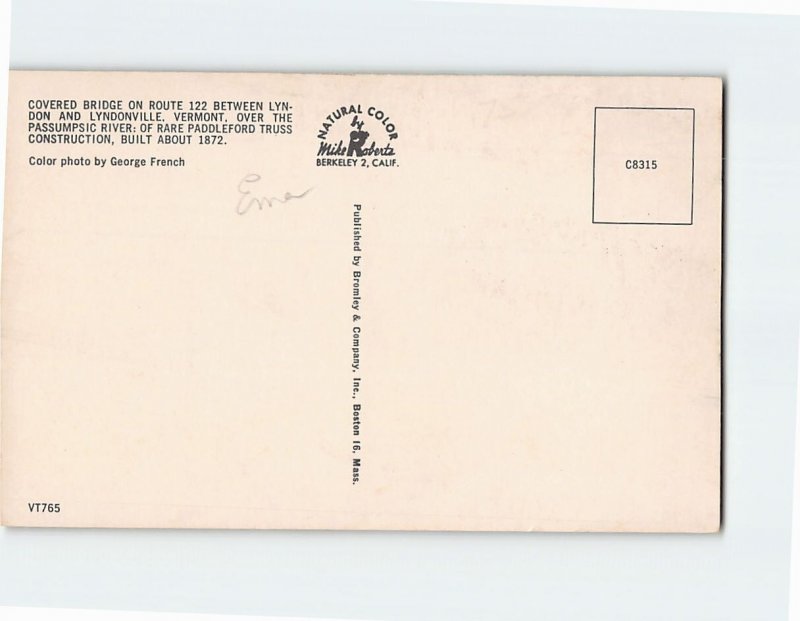 COVERED BRIDGE ON ROUTE 122 BETWEEN LYN-
DON AND LYNDONVILLE, VERMONT, OVER THE
PASSUMPSIC RIVER: OF RARE PADDLEFORD TRUSS
CONSTRUCTION, BUILT ABOUT 1872.
Color photo by George French
NATURAL COLOR
by
Mike Roberts
BERKELEY 2, CALIF.
C8315
Published by Bromley & Company, Inc., Boston 16, Mass.
VT765